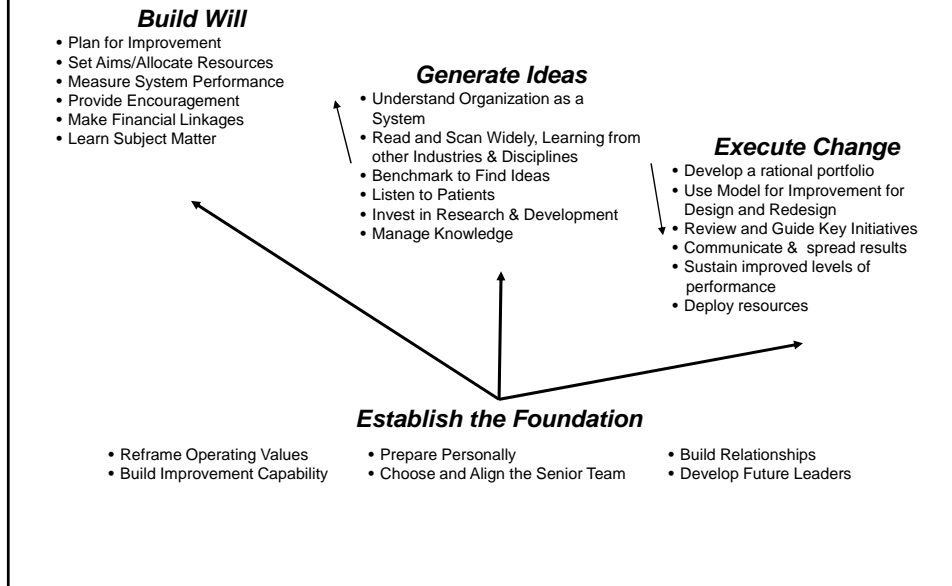 Build Will
• Plan for Improvement
• Set Aims/Allocate Resources
• Measure System Performance
• Provide Encouragement
• Make Financial Linkages
• Learn Subject Matter
Generate Ideas
• Understand Organization as a
System
• Read and Scan Widely, Learning from
other Industries & Disciplines
• Benchmark to Find Ideas
• Listen to Patients
• Invest in Research & Development
• Manage Knowledge
Execute Change
• Develop a rational portfolio
• Use Model for Improvement for
Design and Redesign
• Review and Guide Key Initiatives
• Communicate & spread results
• Sustain improved levels of
performance
• Deploy resources
Establish the Foundation
• Reframe Operating Values
• Build Improvement Capability
• Prepare Personally
• Choose and Align the Senior Team
• Build Relationships
• Develop Future Leaders